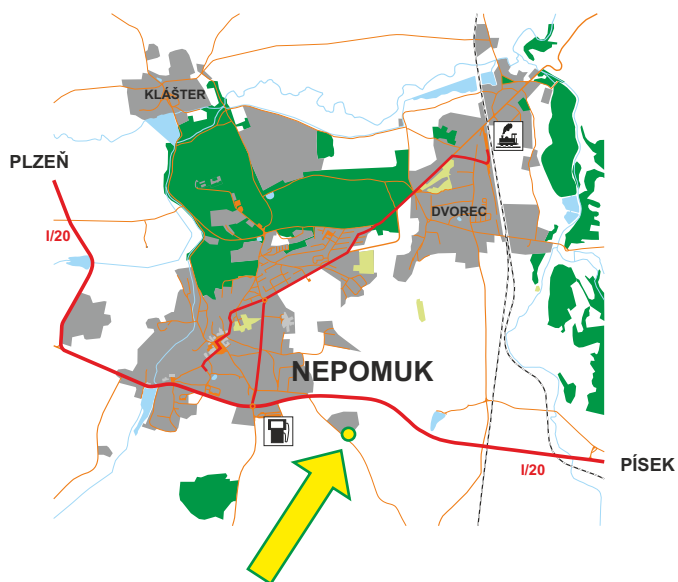 KLÁŠTER
PLZEŇ
I/20
DVOREC
NEPOMUK
I/20
PÍSEK